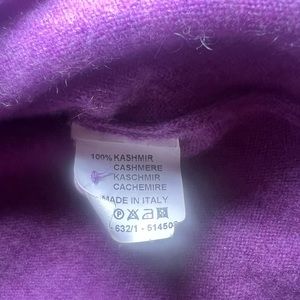 100% KASHMIR
CASHMERE
KASCHMIR
CACHEMIRE
MADE IN ITALY
632/1 - 51450